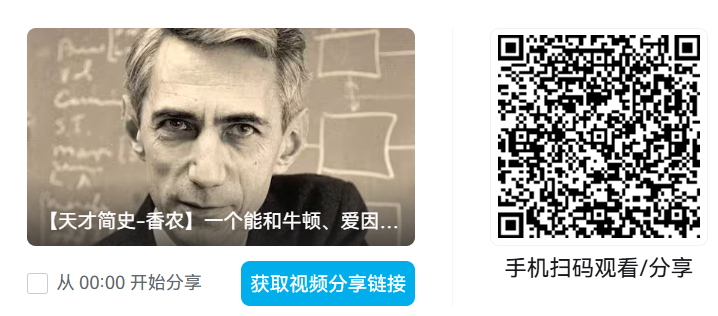 【天才简史-香农】一个能和牛顿、爱因...
从 00:00 开始分享
获取视频分享链接
手机扫码观看/分享